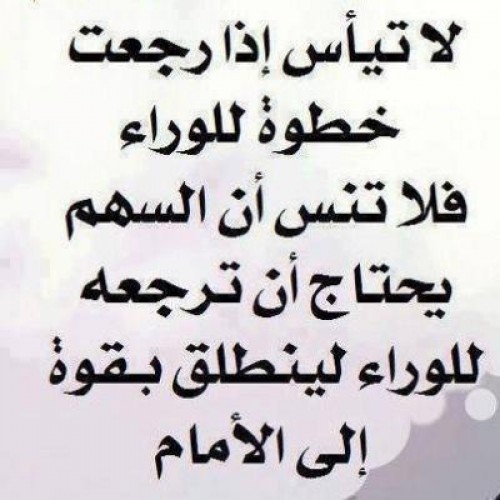 لا تيأس إذا رجعت
خطوة للوراء
فلا تنس أن السهم
يحتاج أن ترجعه
للوراء لينطلق بقوة
إلى الأمام